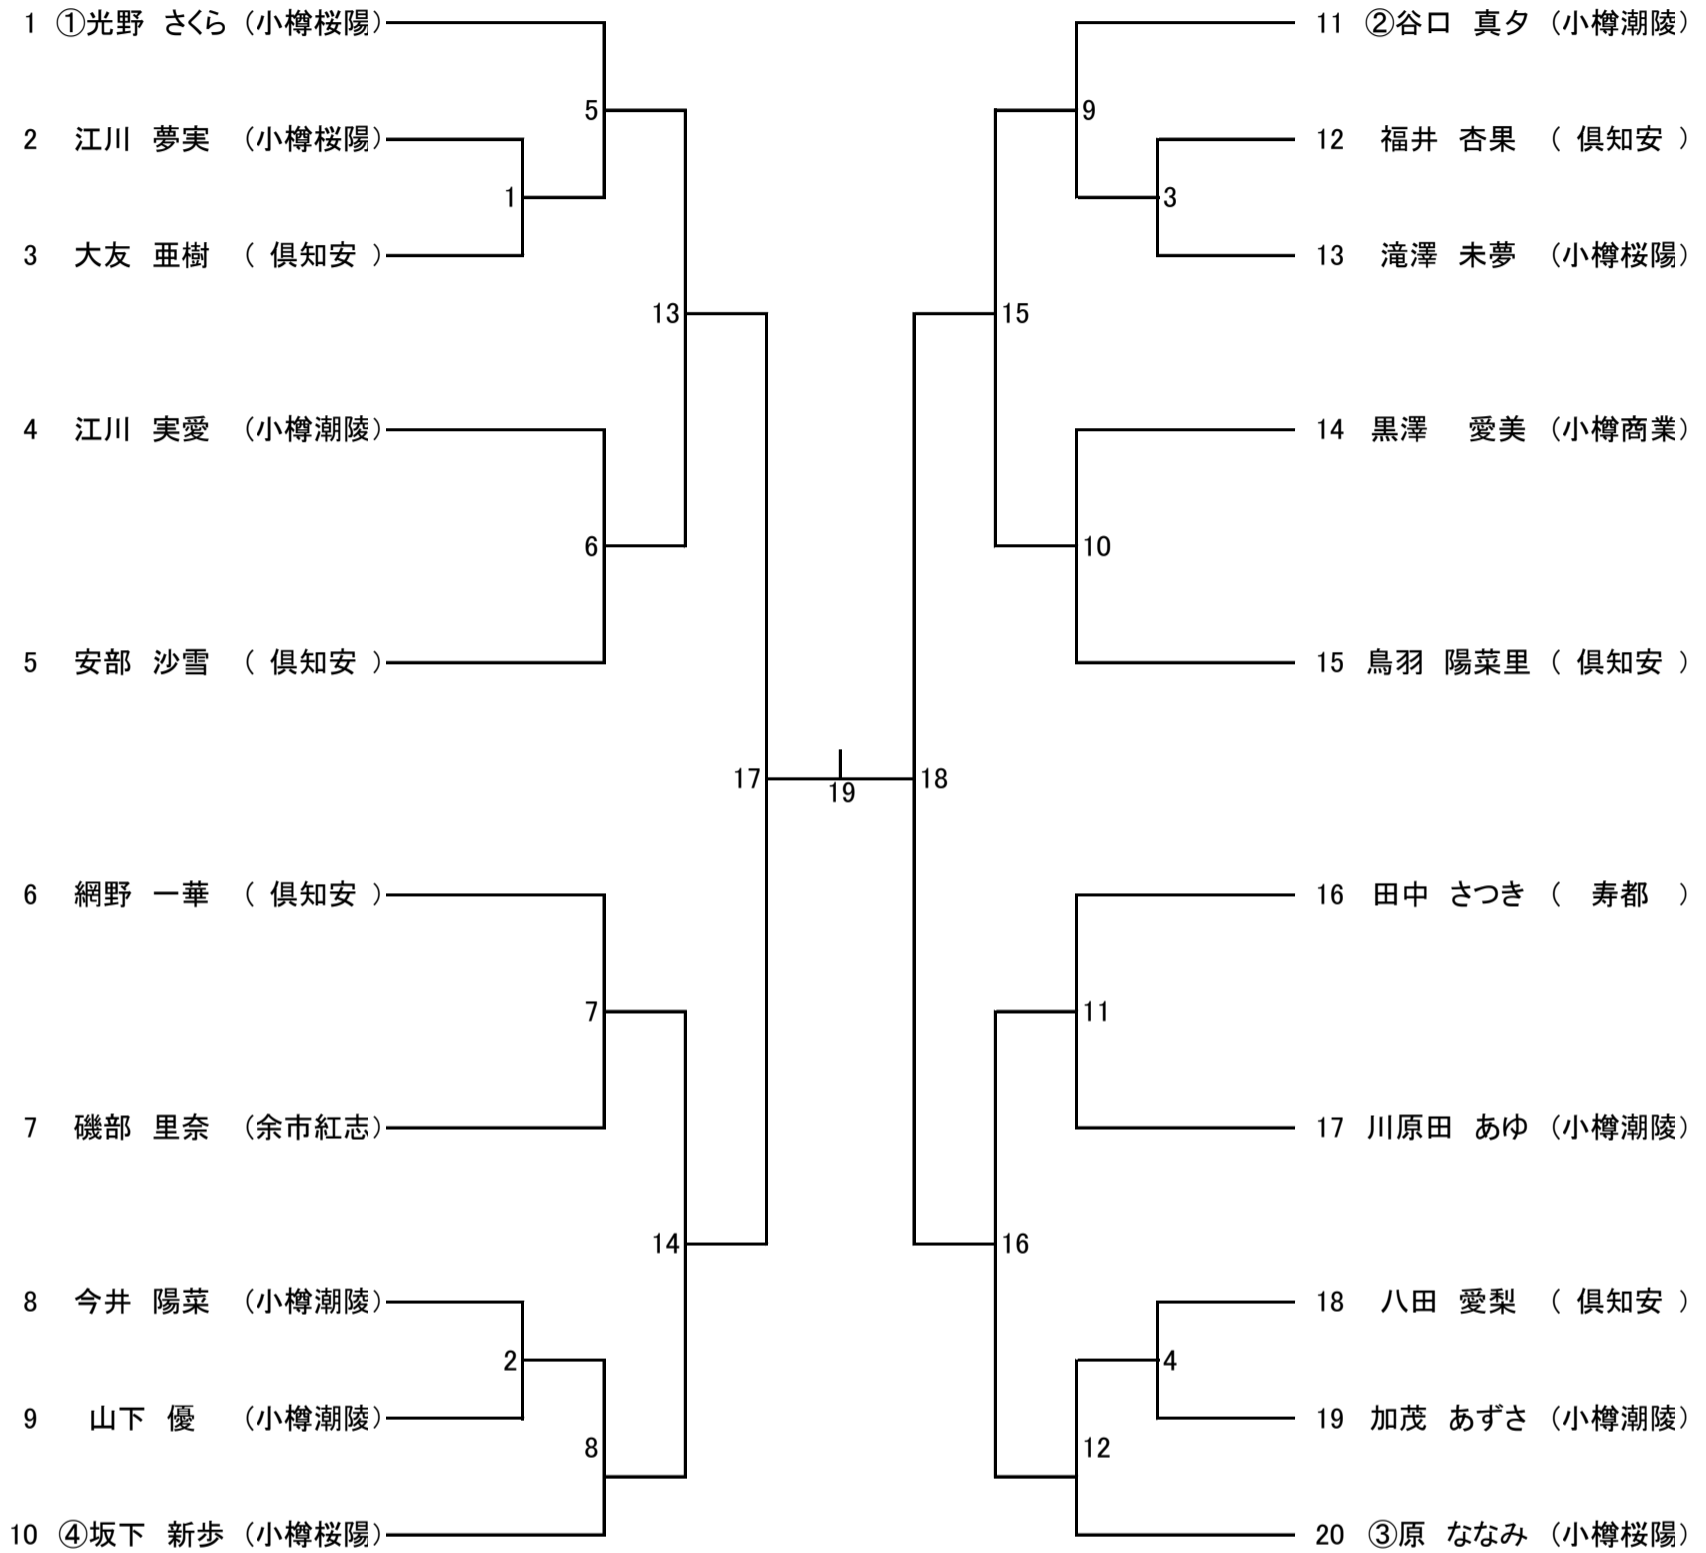 1 ①光野 さくら (小樽桜陽)
2 江川 夢実 (小樽桜陽)
3 大友 亜樹 ( 倶知安 )
4 江川 実愛 (小樽潮陵)
5 安部 沙雪 ( 倶知安 )
6 網野 一華 ( 倶知安 )
7 磯部 里奈 (余市紅志)
8 今井 陽菜 (小樽潮陵)
9 山下 優 (小樽潮陵)
10 ④坂下 新歩 (小樽桜陽)
5
1
13
6
17
7
14
2
8
19
9
3
15
10
18
11
16
4
12
11 ②谷口 真夕 (小樽潮陵)
12 福井 杏果 ( 倶知安 )
13 滝澤 未夢 (小樽桜陽)
14 黒澤 愛美 (小樽商業)
15 鳥羽 陽菜里 ( 倶知安 )
16 田中 さつき ( 寿都 )
17 川原田 あゆ (小樽潮陵)
18 八田 愛梨 ( 倶知安 )
19 加茂 あずさ (小樽潮陵)
20 ③原 ななみ (小樽桜陽)